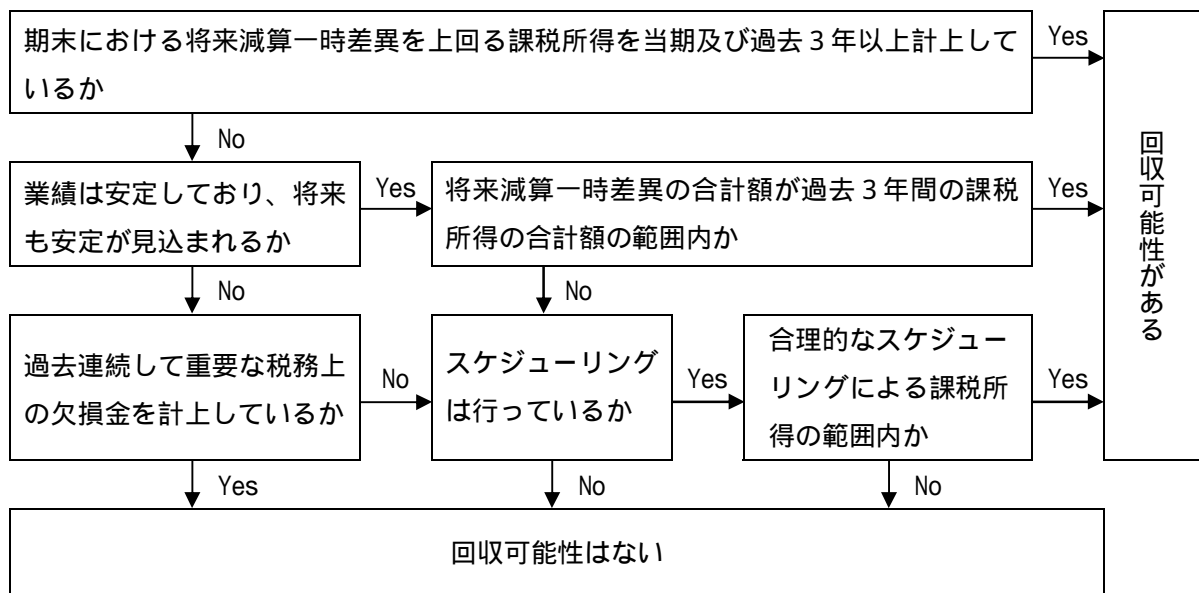 期末における将来減算一時差異を上回る課税所得を当期及び過去3年以上計上して
いるか
Yes
No
業績は安定しており、将来
も安定が見込まれるか
Yes
将来減算一時差異の合計額が過去3年間の課税
所得の合計額の範囲内か
Yes
No
No
過去連続して重要な税務上
の欠損金を計上しているか
No
スケジューリング
は行っているか
Yes
合理的なスケジュー
リングによる課税所
得の範囲内か
Yes
Yes
No
No
回収可能性がある
回収可能性はない